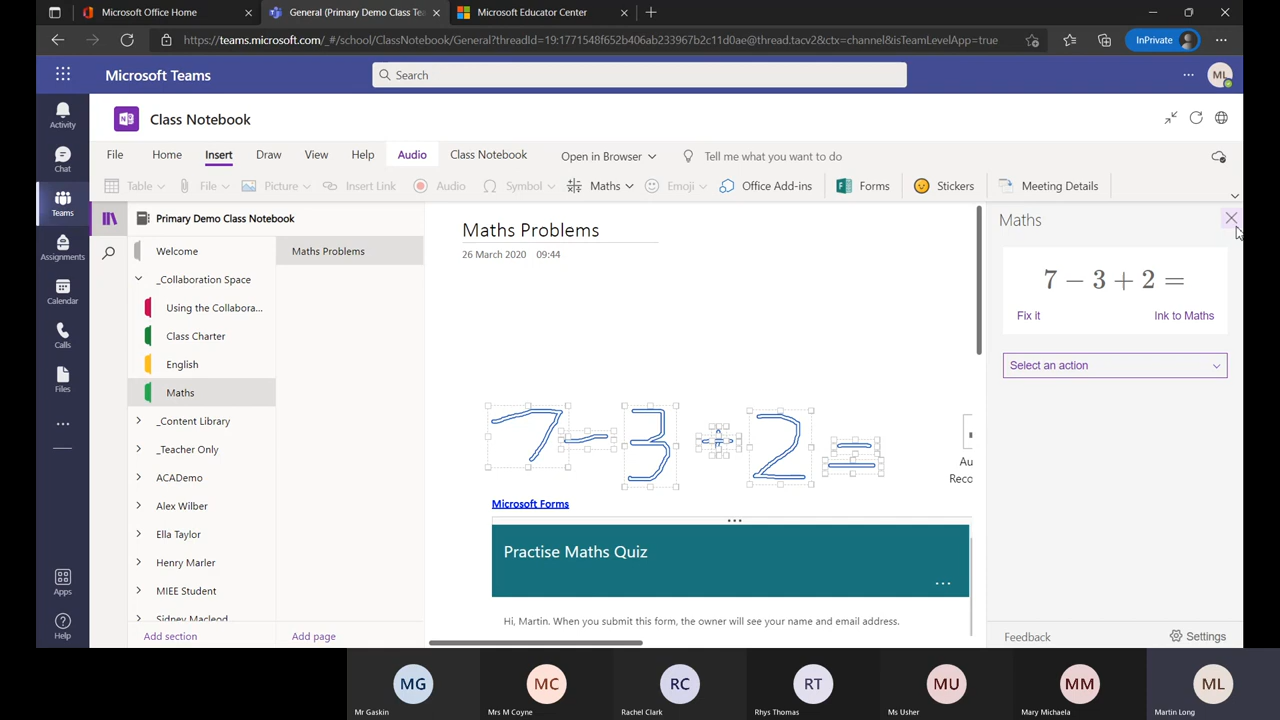 Microsoft Office Home
General (Primary Demo Class Te
Microsoft Educator Center
https://teams.microsoft.com/_#/school/ClassNotebook/General?threadId=19:1771548f652b406ab233967b2c11d0ae@thread.tacv2&ctx=channel&isTeamLevelApp=true
InPrivate
Microsoft Teams
Search
ML
Activity
Chat
Teams
Assignments
Calendar
Calls
Files
Apps
Help
Class Notebook
File Home Insert Draw View Help Audio Class Notebook Open in Browser Tell me what you want to do
Table File Picture Insert Link Audio Symbol Maths Emoji Office Add-ins Forms Stickers Meeting Details
Primary Demo Class Notebook
Welcome
_Collaboration Space
Using the Collabora...
Class Charter
English
Maths
_Content Library
_Teacher Only
ACADemo
Alex Wilber
Ella Taylor
Henry Marler
MIEE Student
Sidney Macleod
Add section
Maths Problems
Add page
Maths Problems
26 March 2020 09:44
7 - 3 + 2 =
Au
Reco
Microsoft Forms
Practise Maths Quiz
Hi, Martin. When you submit this form, the owner will see your name and email address.
Maths
7 − 3 + 2 =
Fix it Ink to Maths
Select an action
Feedback Settings
MG MC RC RT MU MM ML
Mr Gaskin Mrs M Coyne Rachel Clark Rhys Thomas Ms Usher Mary Michaela Martin Long